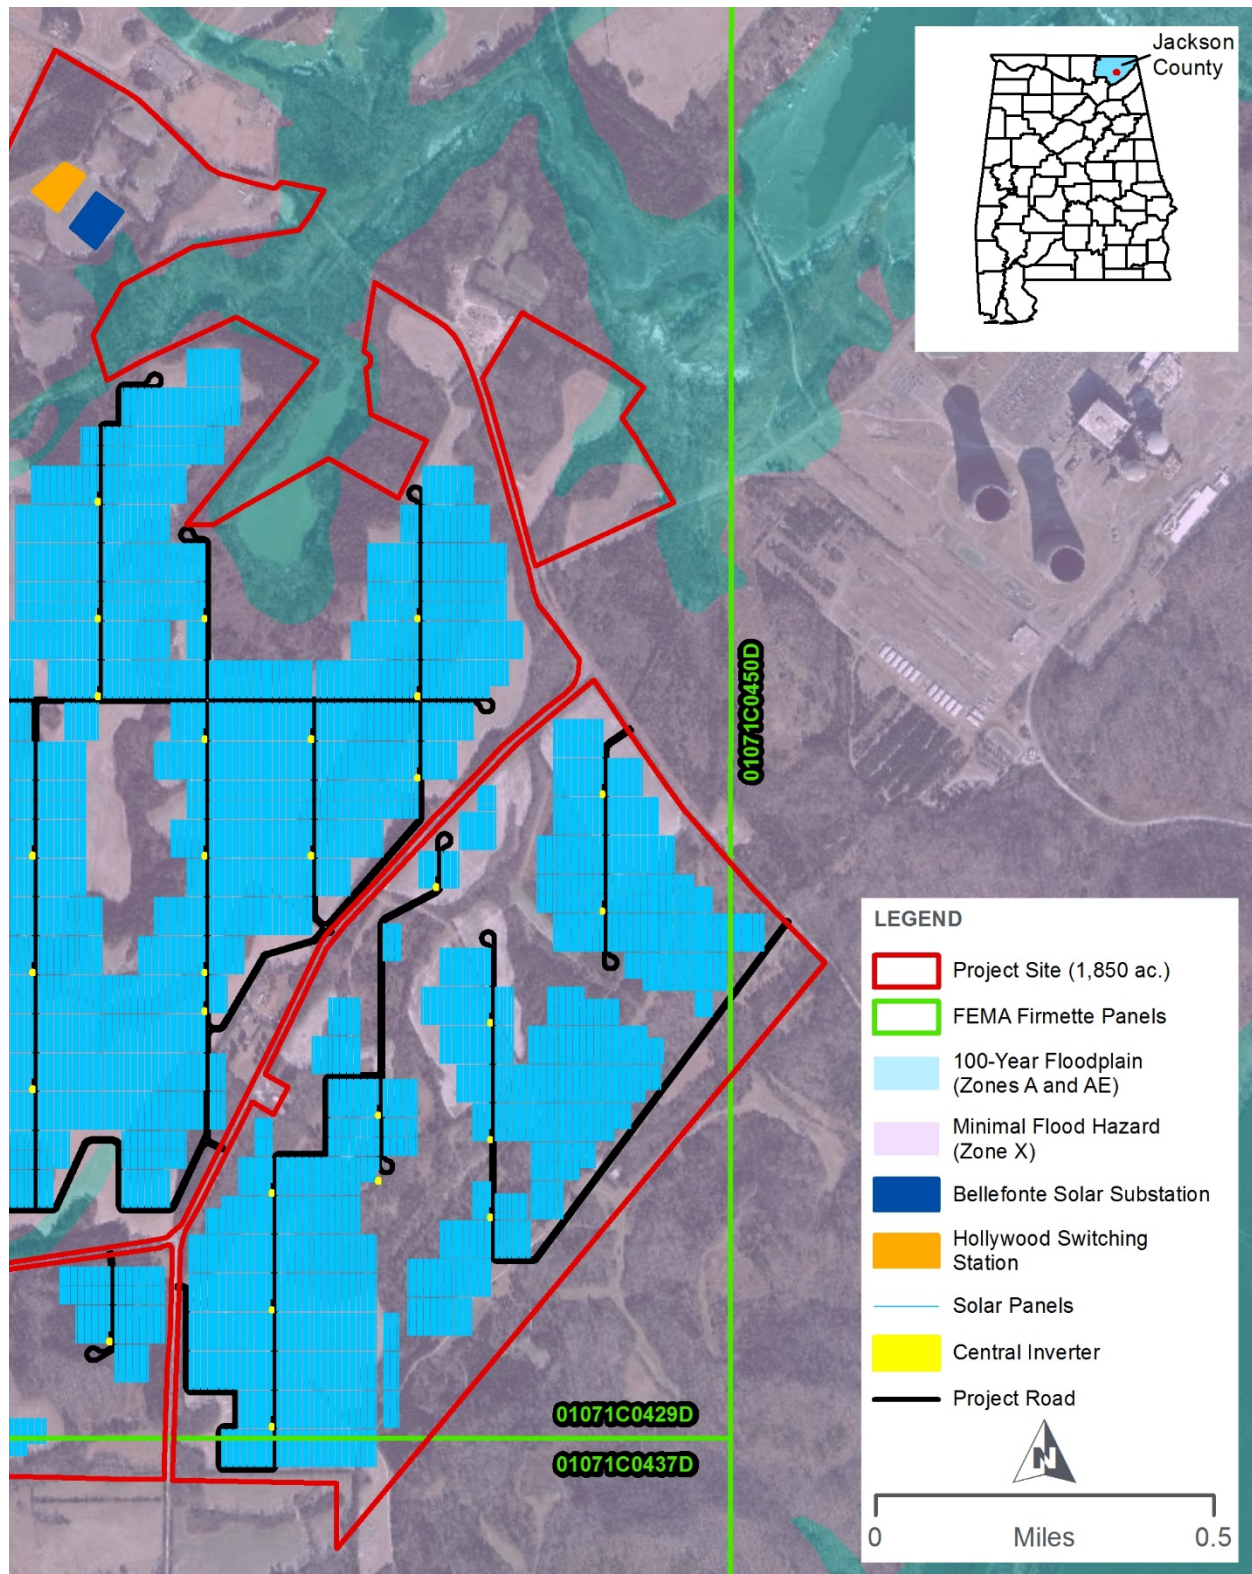 Jackson
County
01071C0450D
LEGEND
Project Site (1,850 ac.)
FEMA Firmette Panels
100-Year Floodplain
(Zones A and AE)
Minimal Flood Hazard
(Zone X)
Bellefonte Solar Substation
Hollywood Switching
Station
Solar Panels
Central Inverter
Project Road
01071C0429D
01071C0437D
N
0 Miles 0.5